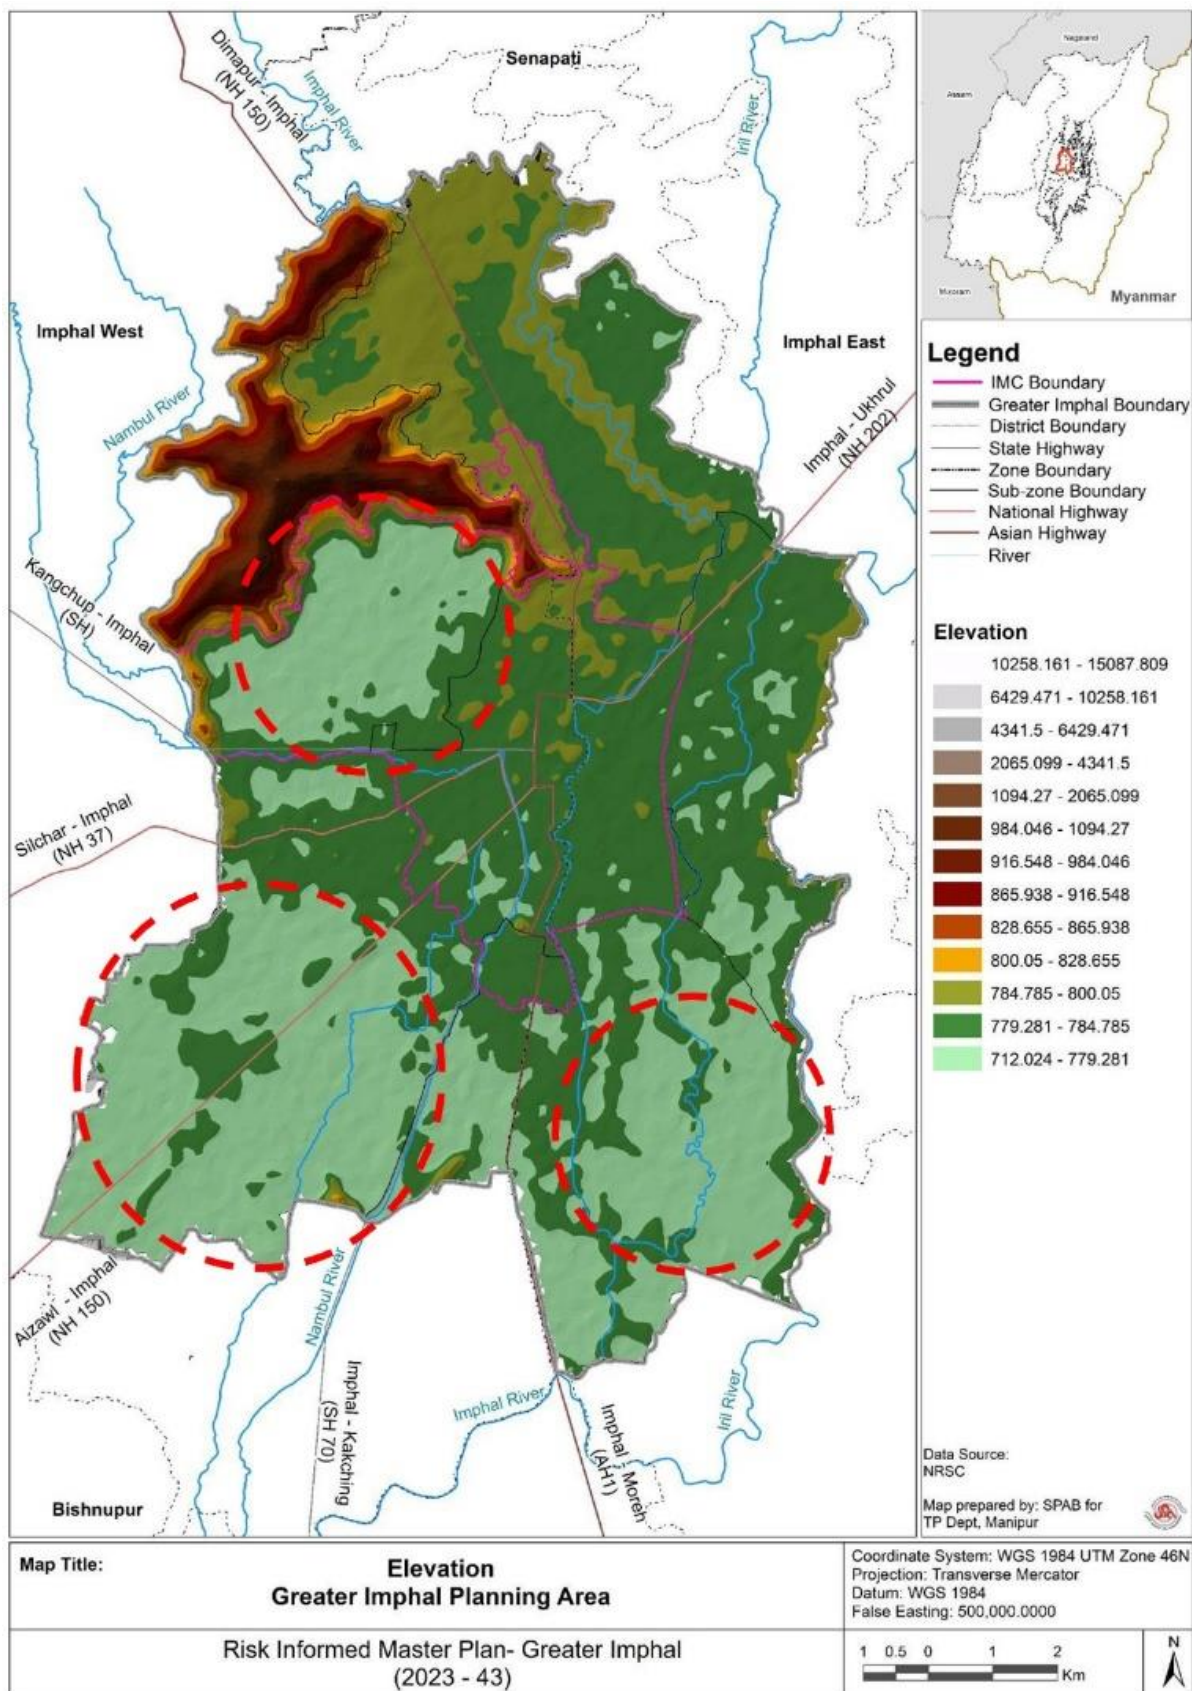 Senapati
Dimapur - Imphal
(NH 150)
Imphal River
Iril River
Imphal West
Imphal East
Nambul River
Imphal - Ukhrul
(NH 202)
Kangchup - Imphal
(SH)
Silchar - Imphal
(NH 37)
Aizawl - Imphal
(NH 150)
Nambul River
Imphal - Kakching
(SH 70)
Imphal River
Imphal - Moreh
(AH1)
Iril River
Bishnupur
Nagaland
Assam
Mizoram
Myanmar
Legend
IMC Boundary
Greater Imphal Boundary
District Boundary
State Highway
Zone Boundary
Sub-zone Boundary
National Highway
Asian Highway
River
Elevation
10258.161 - 15087.809
6429.471 - 10258.161
4341.5 - 6429.471
2065.099 - 4341.5
1094.27 - 2065.099
984.046 - 1094.27
916.548 - 984.046
865.938 - 916.548
828.655 - 865.938
800.05 - 828.655
784.785 - 800.05
779.281 - 784.785
712.024 - 779.281
Data Source:
NRSC
Map prepared by: SPAB for
TP Dept, Manipur
Map Title:
Elevation
Greater Imphal Planning Area
Risk Informed Master Plan- Greater Imphal
(2023 - 43)
Coordinate System: WGS 1984 UTM Zone 46N
Projection: Transverse Mercator
Datum: WGS 1984
False Easting: 500,000.0000
1 0.5 0 1 2
Km
N